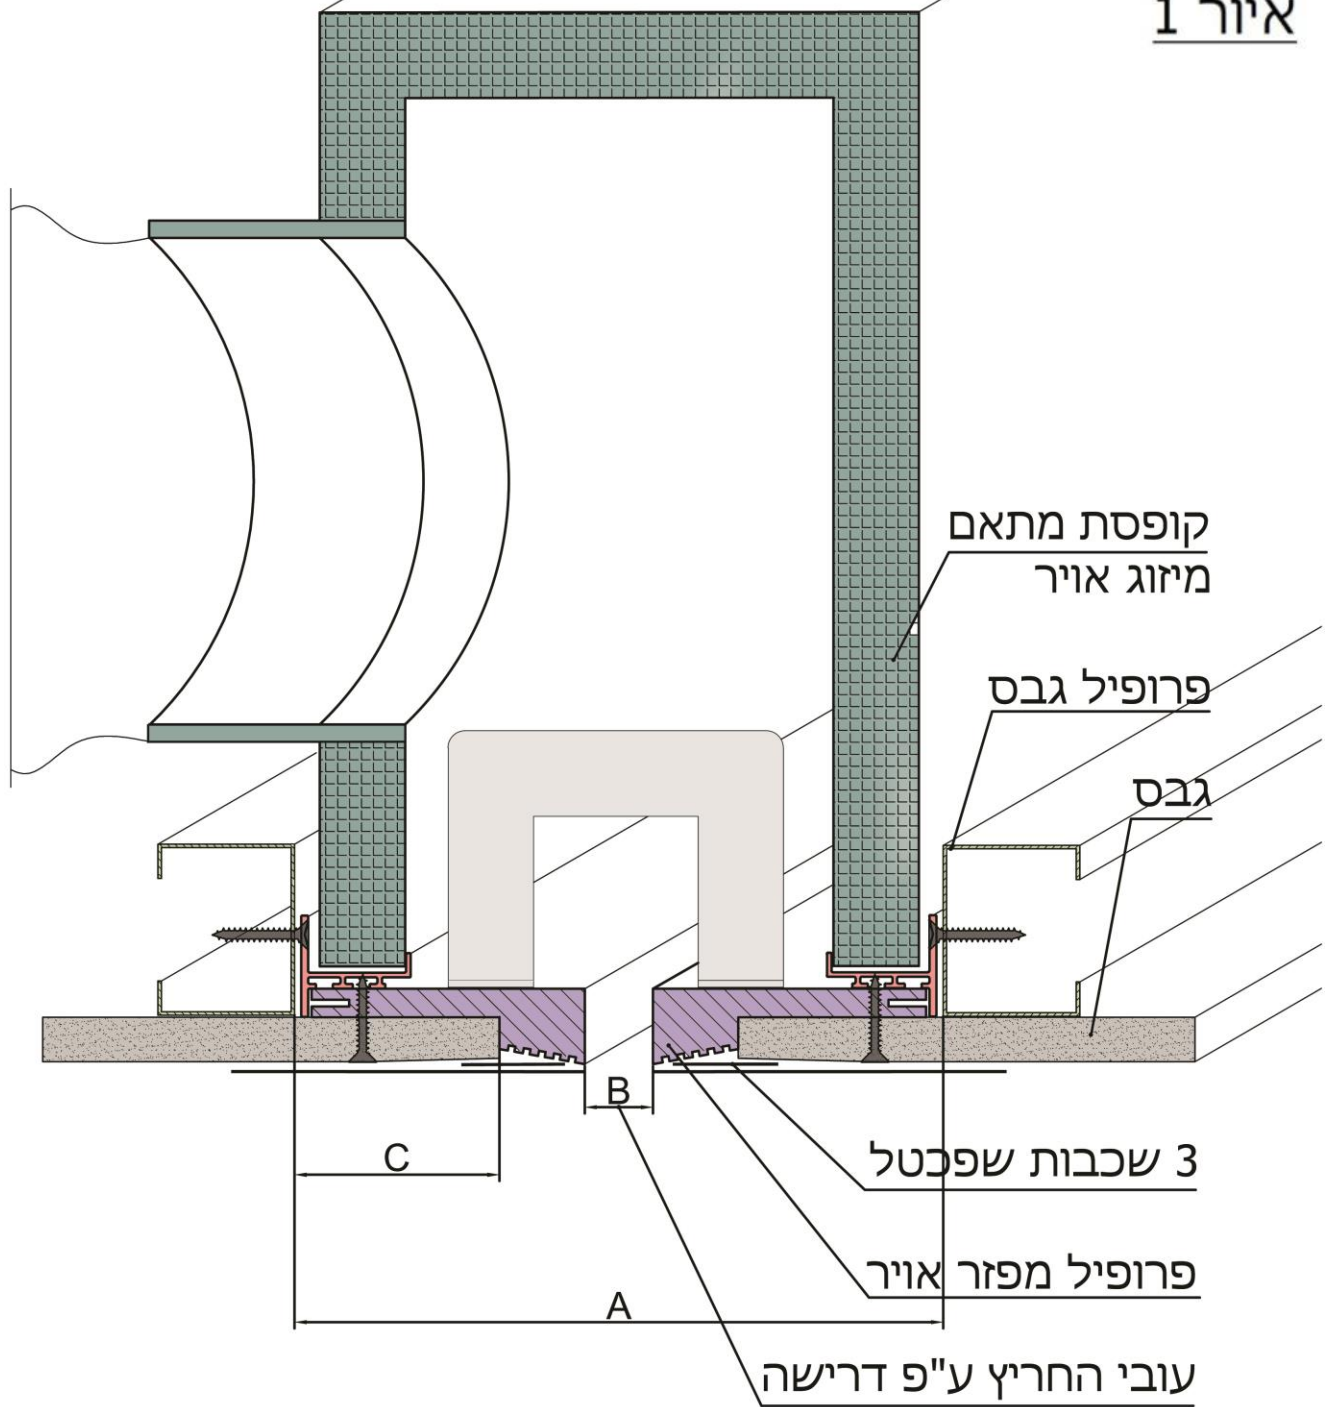 איור 1
קופסת מתאם
מיזוג אויר
פרופיל גבס
גבס
B
C
3 שכבות שפכטל
פרופיל מפזר אויר
A
עובי החריץ ע"פ דרישה